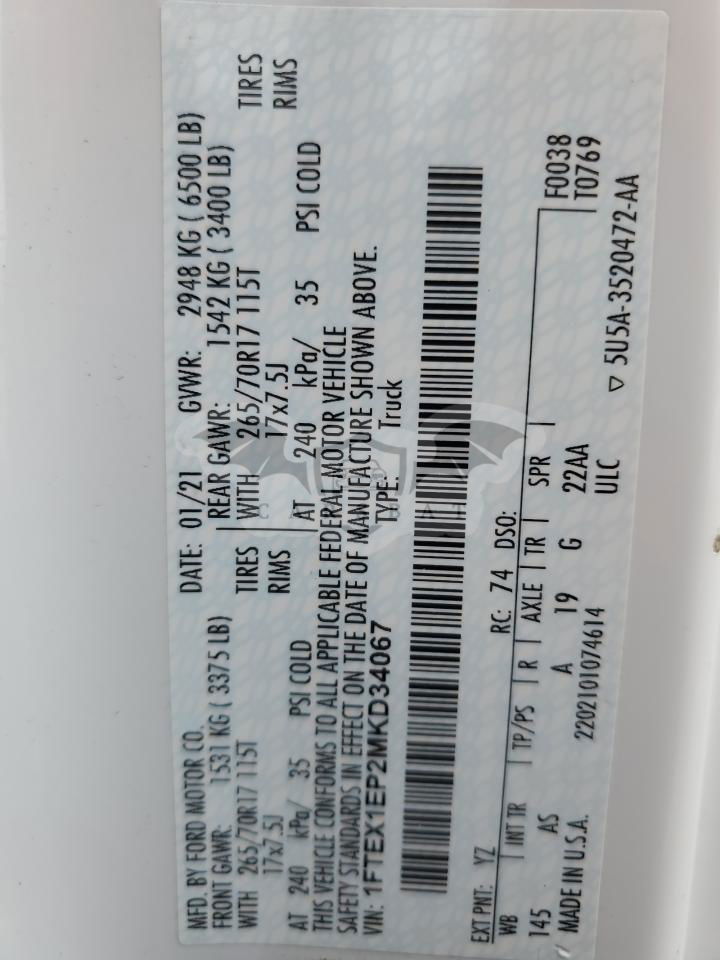 MFD. BY FORD MOTOR CO.
DATE: 01/21 GVWR: 2948 KG ( 6500 LB)
FRONT GAWR: 1531 KG ( 3375 LB)
REAR GAWR: 1542 KG ( 3400 LB)
WITH 265/70R17 115T TIRES
WITH 265/70R17 115T TIRES
17x7.5J RIMS
17x7.5J RIMS
AT 240 kPa/ 35 PSI COLD
AT 240 kPa/ 35 PSI COLD
THIS VEHICLE CONFORMS TO ALL APPLICABLE FEDERAL MOTOR VEHICLE
SAFETY STANDARDS IN EFFECT ON THE DATE OF MANUFACTURE SHOWN ABOVE.
VIN: 1FTEX1EP2MKD34067
TYPE: Truck
EXT PNT: YZ RC: 74 DSO:
WB INT TR TP/PS R AXLE TR SPR F0038
T0769
145 AS A 19 G 22AA
MADE IN U.S.A. 2202101074614 ULC
▽ 5U5A-3520472-AA